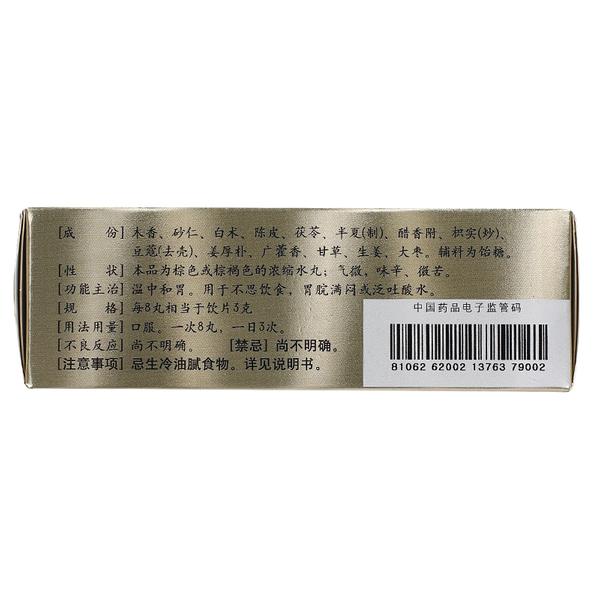 [成　份] 木香、砂仁、白术、陈皮、茯苓、半夏(制)、醋香附、枳实(炒)、
豆蔻(去壳)、姜厚朴、广藿香、甘草、生姜、大枣。辅料为饴糖。
[性　状] 本品为棕色或棕褐色的浓缩水丸；气微，味辛、微苦。
[功能主治] 温中和胃。用于不思饮食，胃脘满闷或泛吐酸水。
[规　格] 每8丸相当于饮片3克
[用法用量] 口服。一次8丸，一日3次。
[不良反应] 尚不明确。 [禁忌] 尚不明确。
[注意事项] 忌生冷油腻食物。详见说明书。
中国药品电子监管码
81062 62002 13763 79002